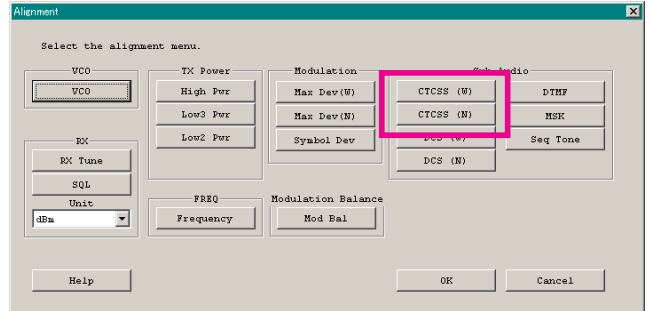 Alignment
Select the alignment menu.
VCO
VCO
RX
RX Tune
SQL
Unit
dBm
TX Power
High Pwr
Low3 Pwr
Low2 Pwr
FREQ
Frequency
Modulation
Max Dev(W)
Max Dev(N)
Symbol Dev
Modulation Balance
Mod Bal
Sub Audio
CTCSS (W)
CTCSS (N)
DCS (W)
DCS (N)
DTMF
MSK
Seq Tone
Help
OK
Cancel